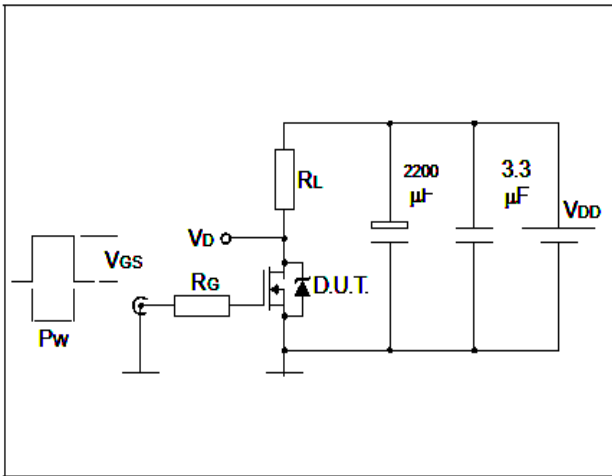 2200
μF
3.3
μF
RL
VDD
VD
VGS
RG
D.U.T.
PW